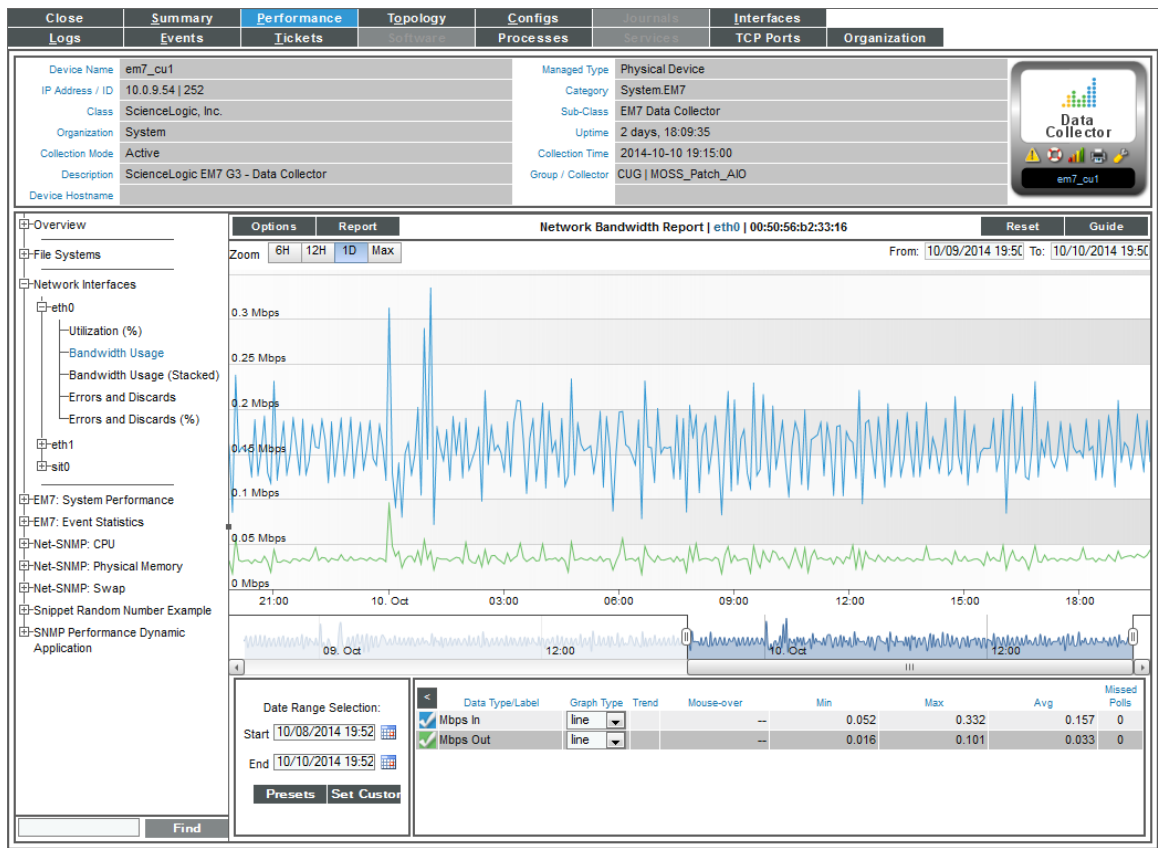 Close Summary Performance Topology Configs Journals Interfaces
Logs Events Tickets Software Processes Services TCP Ports Organization
Device Name em7_cu1 Managed Type Physical Device
IP Address / ID 10.0.9.54 | 252 Category System.EM7
Class ScienceLogic, Inc. Sub-Class EM7 Data Collector
Organization System Uptime 2 days, 18:09:35
Collection Mode Active Collection Time 2014-10-10 19:15:00
Description ScienceLogic EM7 G3 - Data Collector Group / Collector CUG | MOSS_Patch_AIO
Device Hostname
Data
Collector
em7_cu1
Overview
File Systems
Network Interfaces
eth0
Utilization (%)
Bandwidth Usage
Bandwidth Usage (Stacked)
Errors and Discards
Errors and Discards (%)
eth1
sit0
EM7: System Performance
EM7: Event Statistics
Net-SNMP: CPU
Net-SNMP: Physical Memory
Net-SNMP: Swap
Snippet Random Number Example
SNMP Performance Dynamic
Application
Find
Options Report Network Bandwidth Report | eth0 | 00:50:56:b2:33:16 Reset Guide
Zoom 6H 12H 1D Max From: 10/09/2014 19:50 To: 10/10/2014 19:50
0.3 Mbps
0.25 Mbps
0.2 Mbps
0.15 Mbps
0.1 Mbps
0.05 Mbps
0 Mbps
21:00 10. Oct 03:00 06:00 09:00 12:00 15:00 18:00
09. Oct 12:00 10. Oct 12:00
Date Range Selection:
Start 10/08/2014 19:52
End 10/10/2014 19:52
Presets Set Custor
< Data Type/Label Graph Type Trend Mouse-over Min Max Avg Missed Polls
Mbps In line -- 0.052 0.332 0.157 0
Mbps Out line -- 0.016 0.101 0.033 0